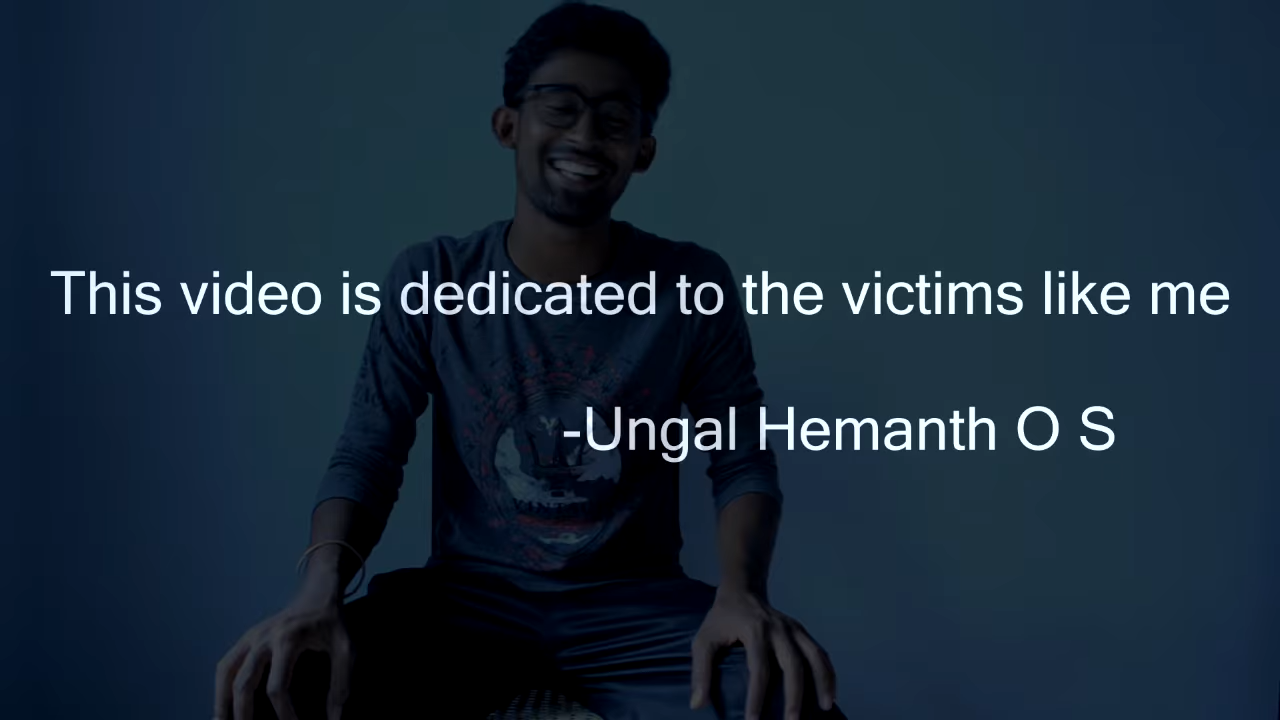 This video is dedicated to the victims like me
-Ungal Hemanth O S